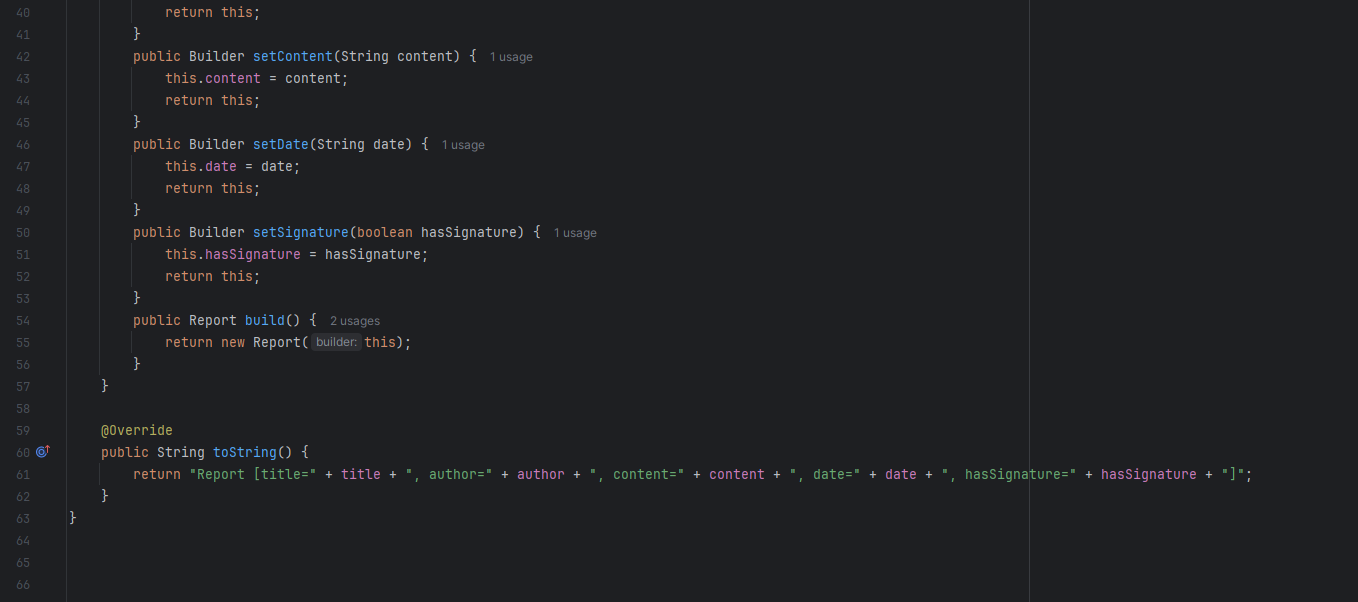 40 return this;
41 }
42 public Builder setContent(String content) { 1 usage
43 this.content = content;
44 return this;
45 }
46 public Builder setDate(String date) { 1 usage
47 this.date = date;
48 return this;
49 }
50 public Builder setSignature(boolean hasSignature) { 1 usage
51 this.hasSignature = hasSignature;
52 return this;
53 }
54 public Report build() { 2 usages
55 return new Report( builder: this);
56 }
57 }
58
59 @Override
60 public String toString() {
61 return "Report [title=" + title + ", author=" + author + ", content=" + content + ", date=" + date + ", hasSignature=" + hasSignature + "]";
62 }
63 }
64
65
66